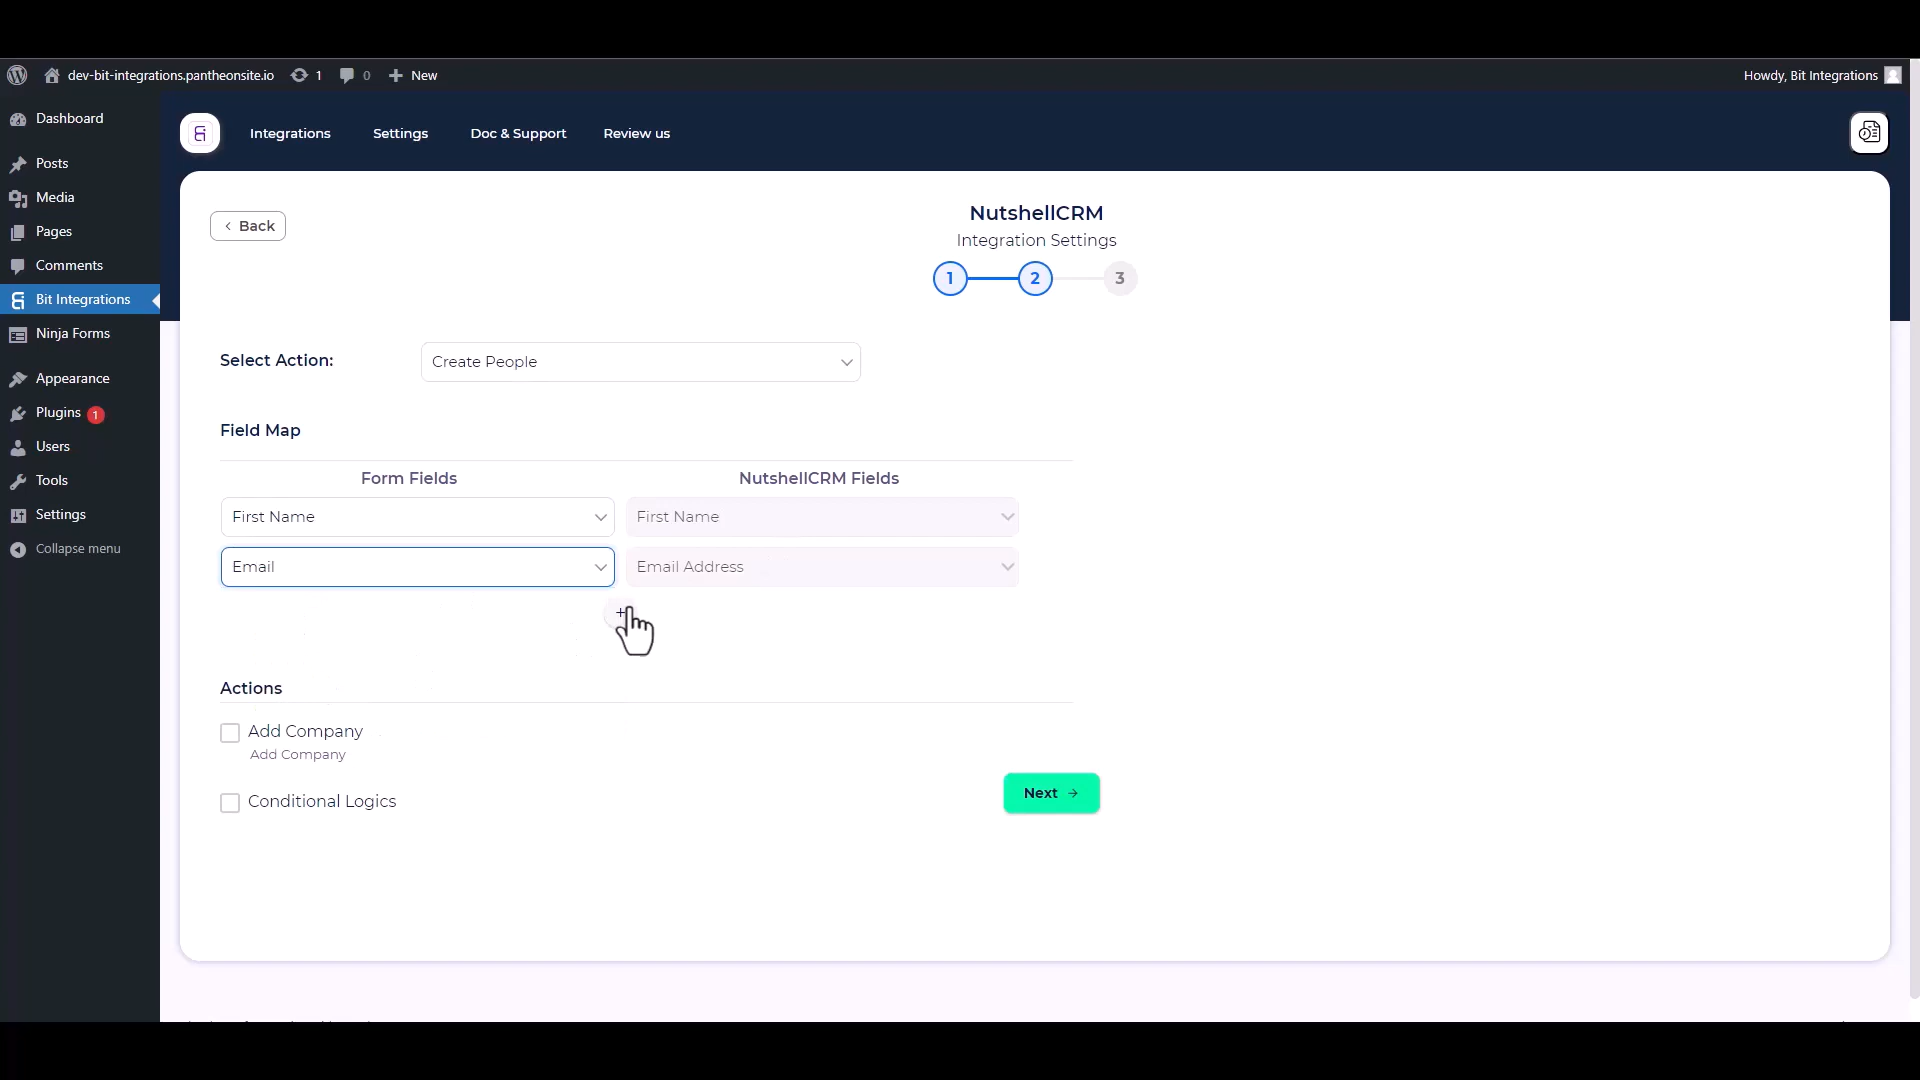 dev-bit-integrations.pantheonsite.io 1 0 + New Howdy, Bit Integrations
Dashboard
Posts
Media
Pages
Comments
Bit Integrations
Ninja Forms
Appearance
Plugins 1
Users
Tools
Settings
Collapse menu
Integrations Settings Doc & Support Review us
Back
NutshellCRM
Integration Settings
1 2 3
Select Action: Create People
Field Map
Form Fields NutshellCRM Fields
First Name First Name
Email Email Address
+
Actions
Add Company
Add Company
Conditional Logics
Next →